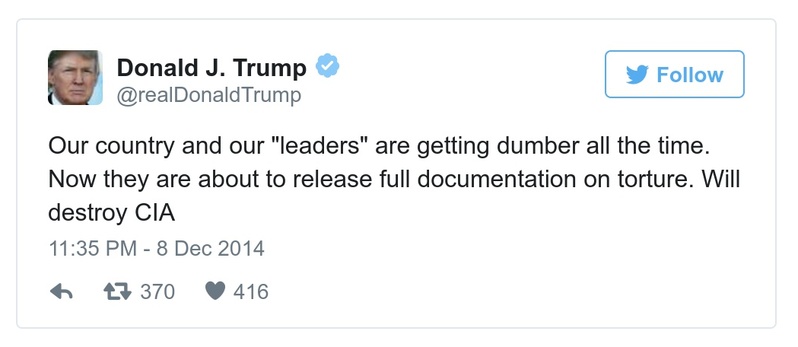 Donald J. Trump
@realDonaldTrump
Follow
Our country and our "leaders" are getting dumber all the time.
Now they are about to release full documentation on torture. Will
destroy CIA
11:35 PM - 8 Dec 2014
370 416